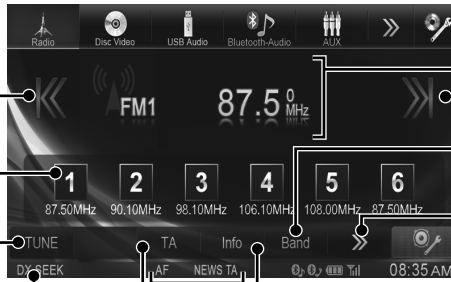 Radio Disc Video USB Audio Bluetooth-Audio AUX
FM1 87.5 0 MHz
1 2 3 4 5 6
87.50MHz 90.10MHz 98.10MHz 106.10MHz 108.00MHz 87.50MHz
TUNE TA Info Band
DX SEEK AF NEWS TA 08:35 AM